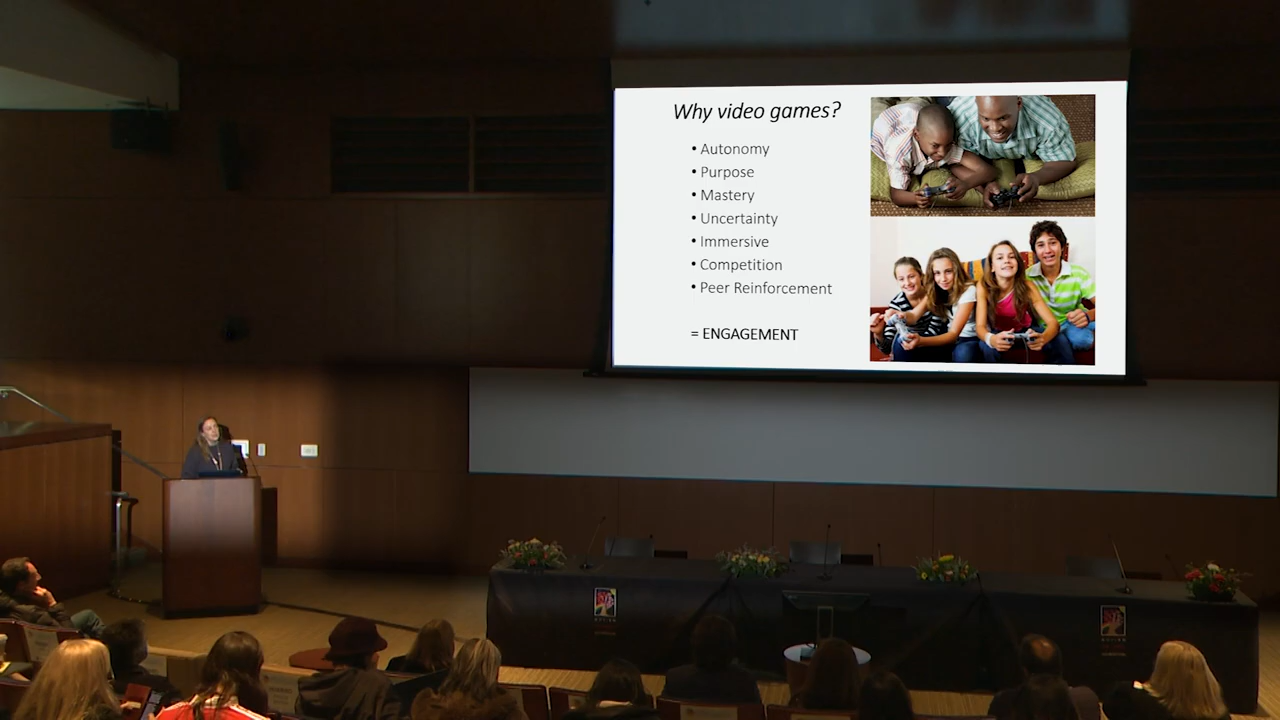 Why video games?
• Autonomy
• Purpose
• Mastery
• Uncertainty
• Immersive
• Competition
• Peer Reinforcement
= ENGAGEMENT